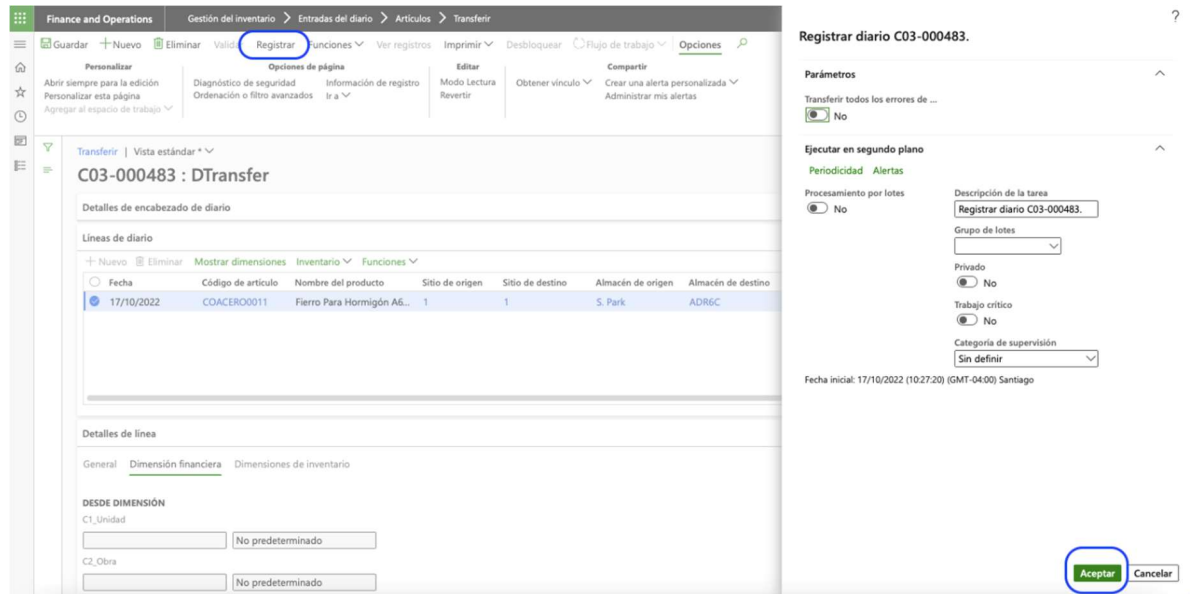 Finance and Operations
Gestión del inventario > Entradas del diario > Artículos > Transferir
Guardar + Nuevo Eliminar Valida Registrar Funciones Ver registros Imprimir Desbloquear Flujo de trabajo Opciones
Personalizar
Abrir siempre para la edición
Personalizar esta página
Agregar al espacio de trabajo
Opciones de página
Diagnóstico de seguridad Información de registro
Ordenación o filtro avanzados Ir a
Editar
Modo Lectura
Revertir
Compartir
Obtener vínculo Crear una alerta personalizada
Administrar mis alertas
Transferir | Vista estándar *
C03-000483 : DTransfer
Detalles de encabezado de diario
Líneas de diario
+ Nuevo Eliminar Mostrar dimensiones Inventario Funciones
Fecha Código de artículo Nombre del producto Sitio de origen Sitio de destino Almacén de origen Almacén de destino
17/10/2022 COACERO0011 Fierro Para Hormigón A6... 1 1 S. Park ADR6C
Detalles de línea
General Dimensión financiera Dimensiones de inventario
DESDE DIMENSIÓN
C1_Unidad
No predeterminado
C2_Obra
No predeterminado
?
Registrar diario C03-000483.
Parámetros
Transferir todos los errores de ...
No
Ejecutar en segundo plano
Periodicidad Alertas
Procesamiento por lotes
No
Descripción de la tarea
Registrar diario C03-000483.
Grupo de lotes
Privado
No
Trabajo crítico
No
Categoría de supervisión
Sin definir
Fecha inicial: 17/10/2022 (10:27:20) (GMT-04:00) Santiago
Aceptar Cancelar